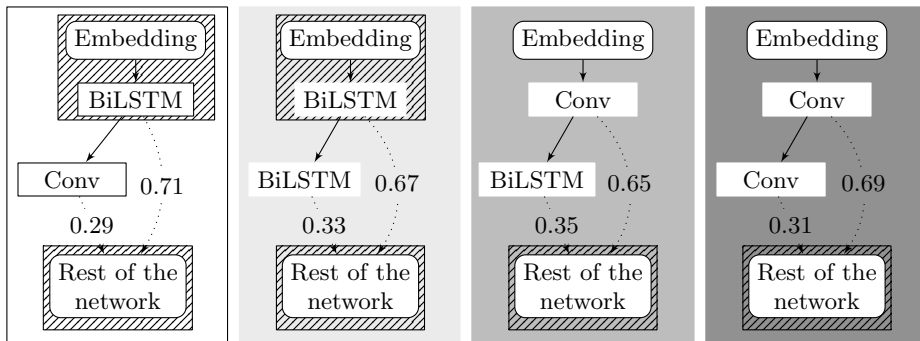 Embedding
BiLSTM
Conv
0.71
0.29
Rest of the
network
Embedding
BiLSTM
BiLSTM
0.67
0.33
Rest of the
network
Embedding
Conv
BiLSTM
0.65
0.35
Rest of the
network
Embedding
Conv
Conv
0.69
0.31
Rest of the
network